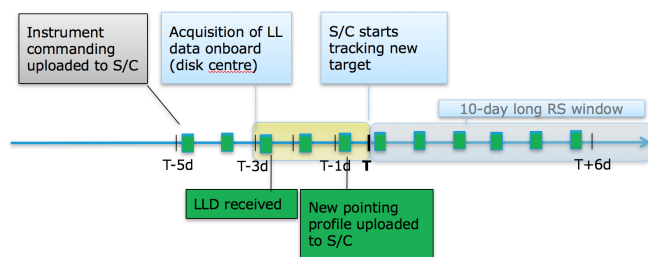 Instrument
commanding
uploaded to S/C
Acquisition of LL
data onboard
(disk centre)
S/C starts
tracking new
target
10-day long RS window
T-5d
T-3d
T-1d
T
T+6d
LLD received
New pointing
profile uploaded
to S/C